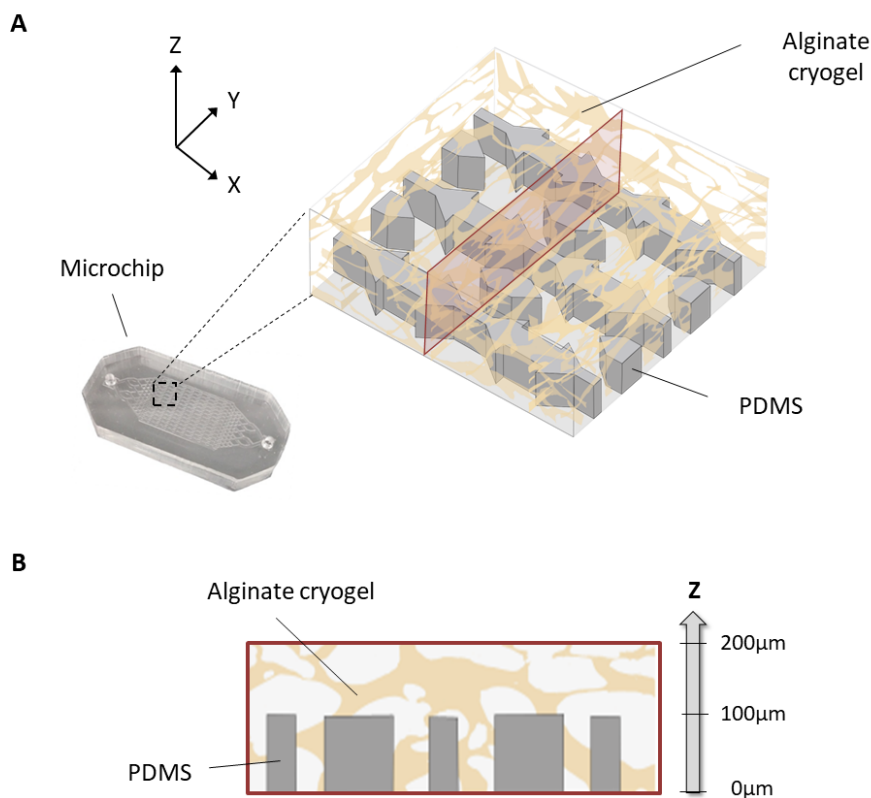 A
Z
Y
X
Alginate
cryogel
Microchip
PDMS
B
Alginate cryogel
Z
200µm
100µm
PDMS
0µm